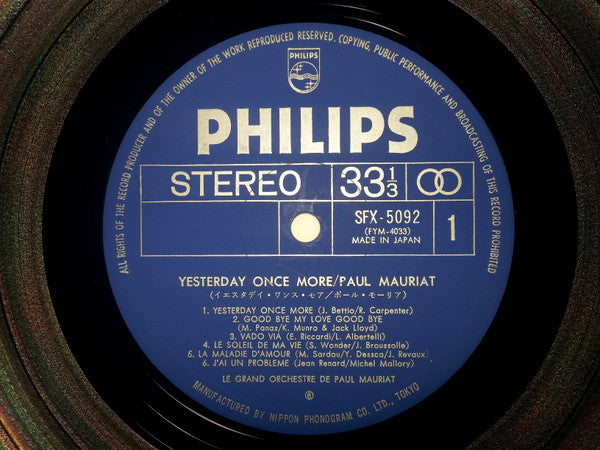 ALL RIGHTS OF THE RECORD PRODUCER AND OF THE OWNER OF THE WORK REPRODUCED RESERVED. COPYING, PUBLIC PERFORMANCE AND BROADCASTING OF THIS RECORD PROHIBITED
PHILIPS
PHILIPS
STEREO 33 1/3
SFX-5092
(FYM-4033)
MADE IN JAPAN
1
YESTERDAY ONCE MORE/PAUL MAURIAT
(イエスタデイ・ワンス・モア/ポール・モーリア)
1. YESTERDAY ONCE MORE (J. Bettio/R. Carpenter)
2. GOOD BYE MY LOVE GOOD BYE
(M. Panas/K. Munro & Jack Lloyd)
3. VADO VIA (E. Riccardi/L. Albertelli)
4. LE SOLEIL DE MA VIE (S. Wonder/J. Broussolle)
5. LA MALADIE D'AMOUR (M. Sardou/Y. Dessca/J. Revaux)
6. J'AI UN PROBLEME (Jean Renard/Michel Mallory)
LE GRAND ORCHESTRE DE PAUL MAURIAT
MANUFACTURED BY NIPPON PHONOGRAM CO. LTD., TOKYO